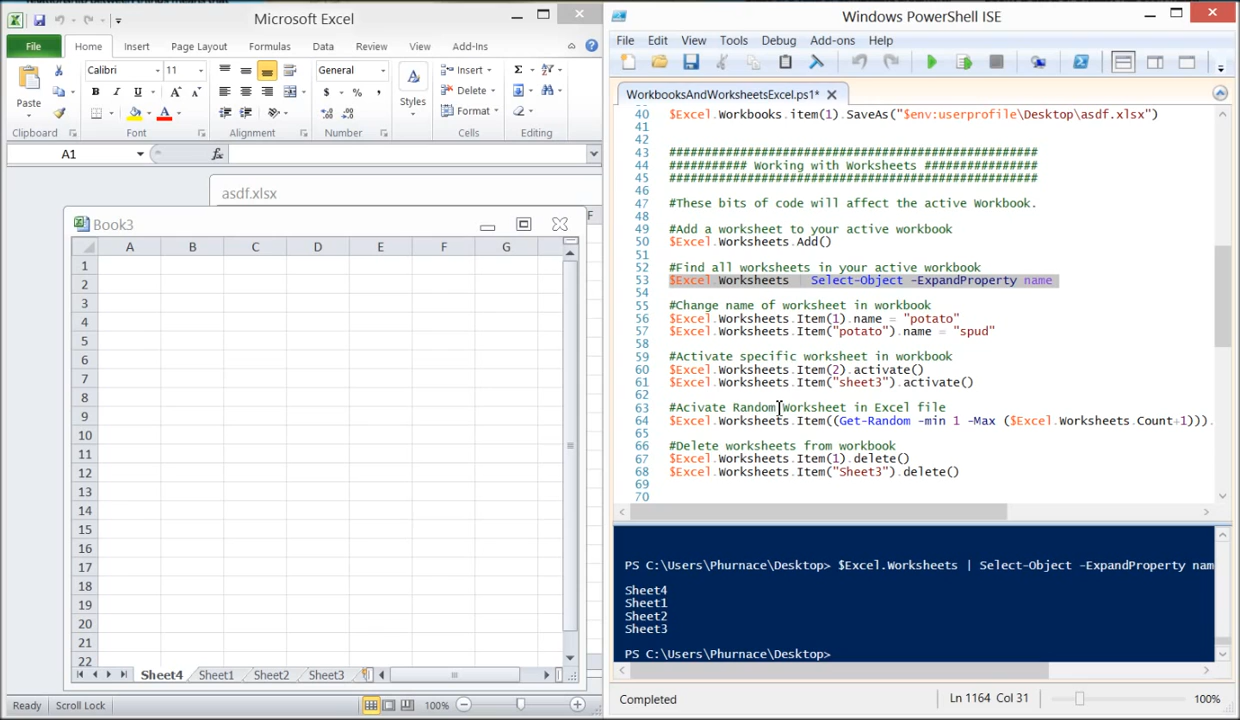 Microsoft Excel
File Home Insert Page Layout Formulas Data Review View Add-Ins
Calibri 11
General
Insert
Delete
Format
Paste
B I U
A A
$ % ,
Styles
Clipboard Font Alignment Number Cells Editing
A1
fx
asdf.xlsx
F
Book3
A B C D E F G
1
2
3
4
5
6
7
8
9
10
11
12
13
14
15
16
17
18
19
20
21
22
Sheet4 Sheet1 Sheet2 Sheet3
Ready Scroll Lock 100%
Windows PowerShell ISE
File Edit View Tools Debug Add-ons Help
WorkbooksAndWorksheetsExcel.ps1*
40 $Excel.Workbooks.item(1).SaveAs("$env:userprofile\Desktop\asdf.xlsx")
41
42
43 ####################################################
44 ########### Working with Worksheets ################
45 ####################################################
46
47 #These bits of code will affect the active Workbook.
48
49 #Add a worksheet to your active workbook
50 $Excel.Worksheets.Add()
51
52 #Find all worksheets in your active workbook
53 $Excel.Worksheets | Select-Object -ExpandProperty name
54
55 #Change name of worksheet in workbook
56 $Excel.Worksheets.Item(1).name = "potato"
57 $Excel.Worksheets.Item("potato").name = "spud"
58
59 #Activate specific worksheet in workbook
60 $Excel.Worksheets.Item(2).activate()
61 $Excel.Worksheets.Item("sheet3").activate()
62
63 #Acivate Random Worksheet in Excel file
64 $Excel.Worksheets.Item((Get-Random -min 1 -Max ($Excel.Worksheets.Count+1))).
65
66 #Delete worksheets from workbook
67 $Excel.Worksheets.Item(1).delete()
68 $Excel.Worksheets.Item("Sheet3").delete()
69
70
PS C:\Users\Phurnace\Desktop> $Excel.Worksheets | Select-Object -ExpandProperty nam
Sheet4
Sheet1
Sheet2
Sheet3
PS C:\Users\Phurnace\Desktop>
Completed Ln 1164 Col 31 100%